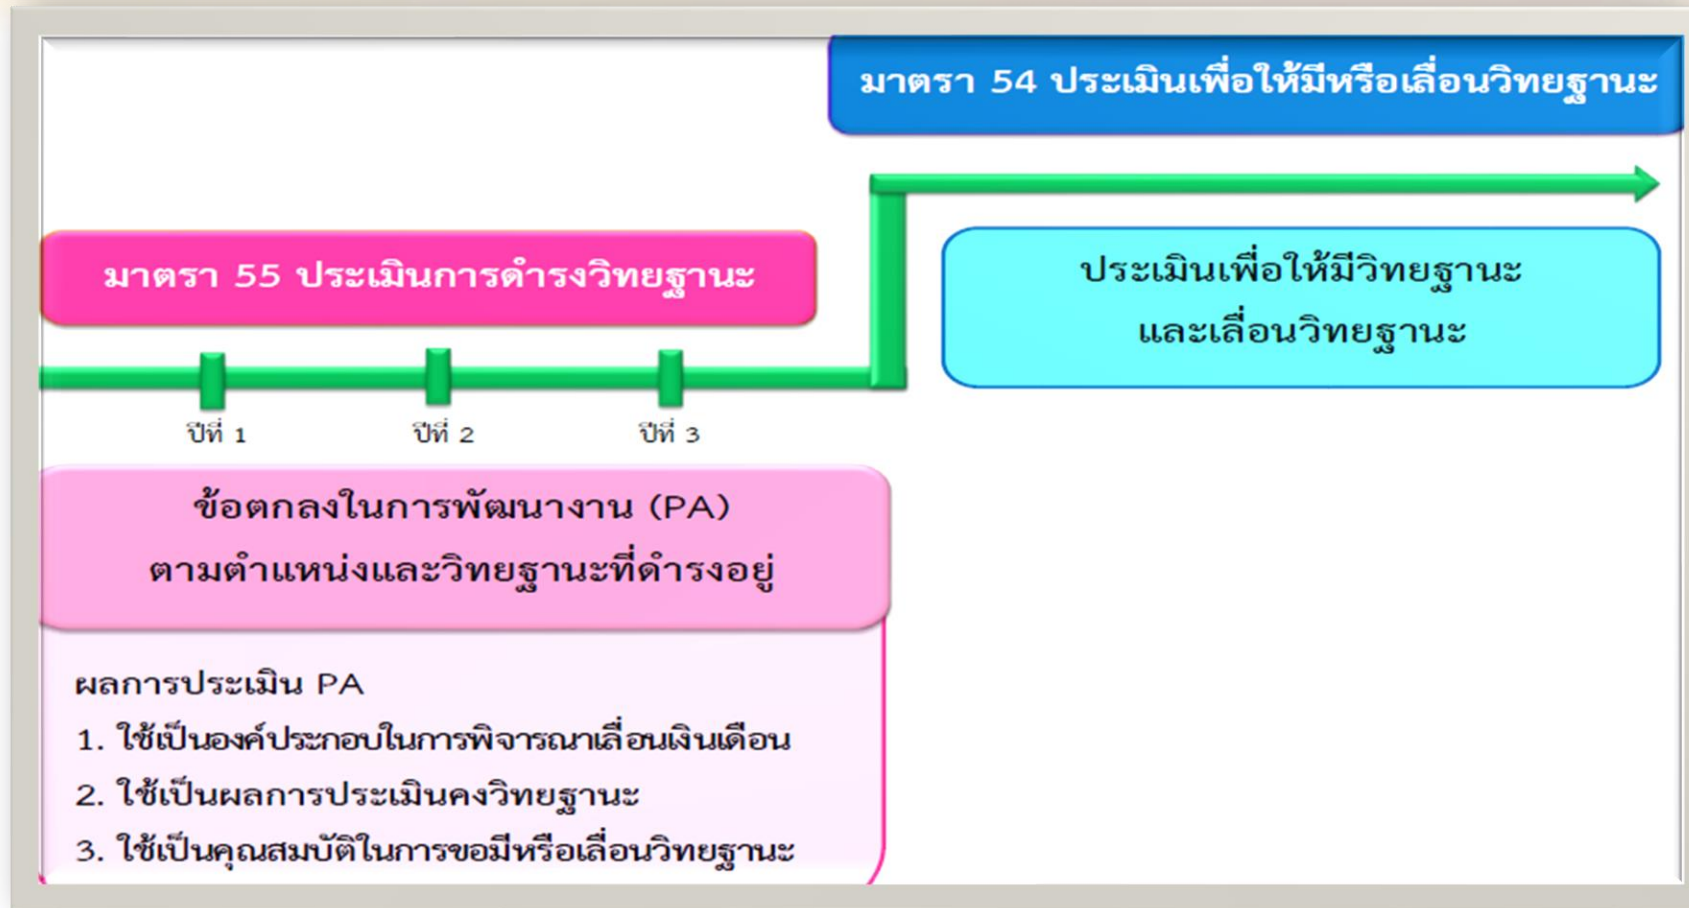 มาตรา 54 ประเมินเพื่อให้มีหรือเลื่อนวิทยฐานะ
มาตรา 55 ประเมินการดำรงวิทยฐานะ
ประเมินเพื่อให้มีวิทยฐานะ
และเลื่อนวิทยฐานะ
ปีที่ 1
ปีที่ 2
ปีที่ 3
ข้อตกลงในการพัฒนางาน (PA)
ตามตำแหน่งและวิทยฐานะที่ดำรงอยู่
ผลการประเมิน PA
1. ใช้เป็นองค์ประกอบในการพิจารณาเลื่อนเงินเดือน
2. ใช้เป็นผลการประเมินคงวิทยฐานะ
3. ใช้เป็นคุณสมบัติในการขอมีหรือเลื่อนวิทยฐานะ